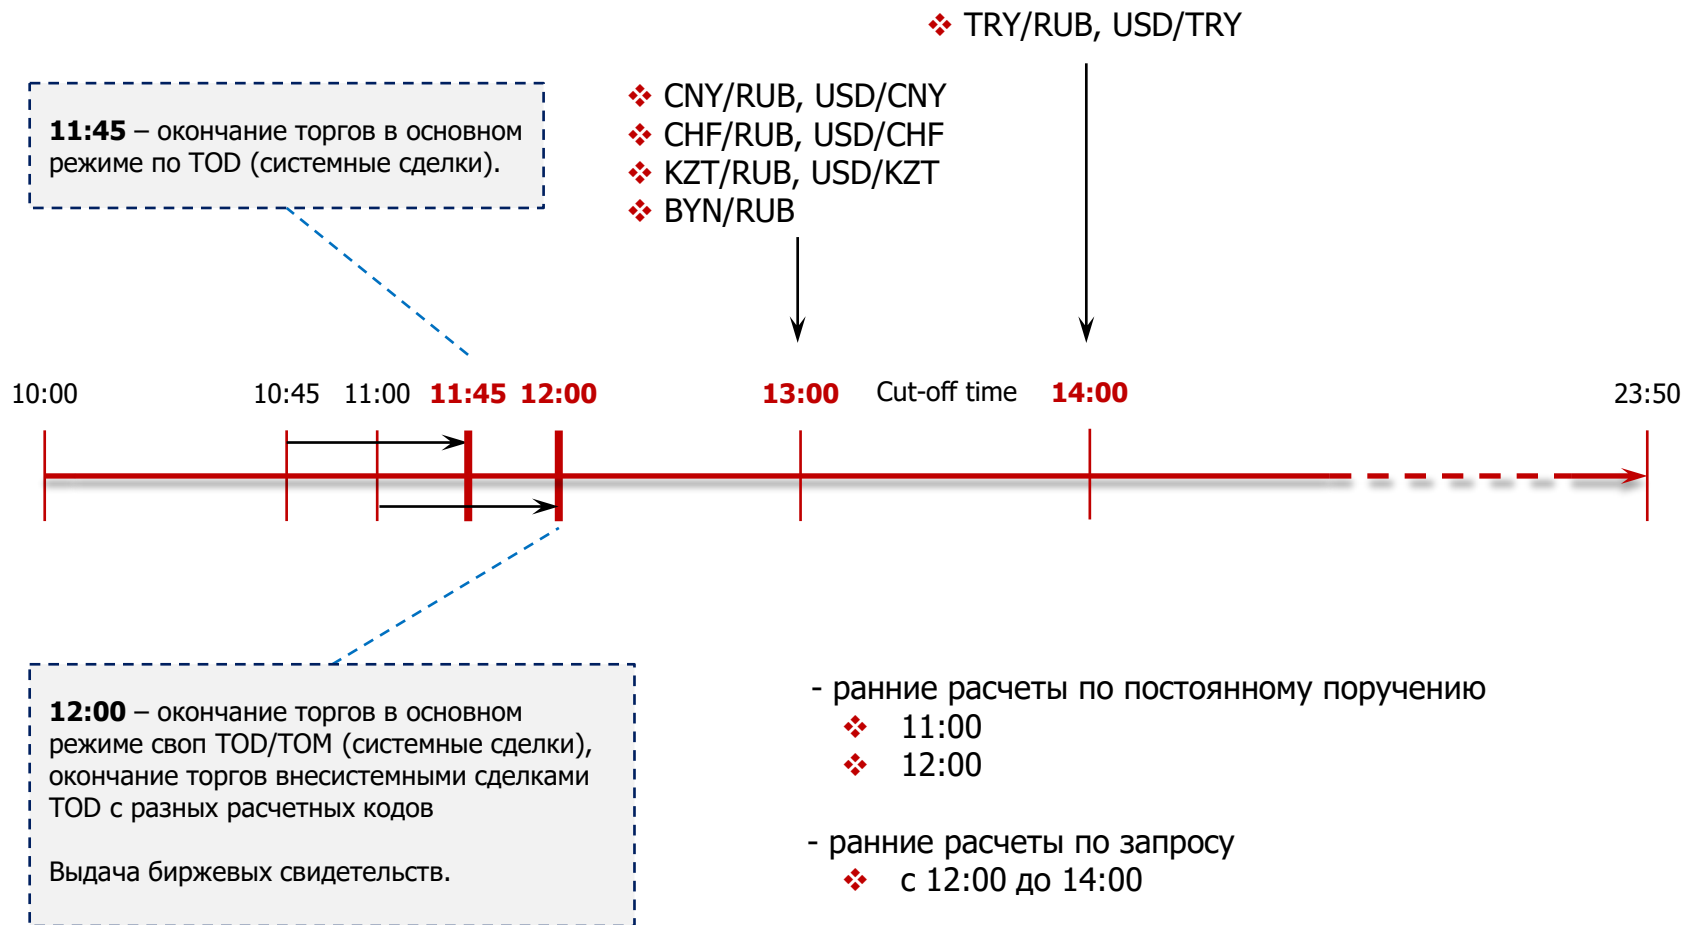 TRY/RUB, USD/TRY
CNY/RUB, USD/CNY
CHF/RUB, USD/CHF
KZT/RUB, USD/KZT
BYN/RUB
11:45 – окончание торгов в основном
режиме по TOD (системные сделки).
10:00 10:45 11:00 11:45 12:00 13:00 Cut-off time 14:00 23:50
12:00 – окончание торгов в основном
режиме своп TOD/TOM (системные сделки),
окончание торгов внесистемными сделками
TOD с разных расчетных кодов
Выдача биржевых свидетельств.
- ранние расчеты по постоянному поручению
11:00
12:00
- ранние расчеты по запросу
с 12:00 до 14:00